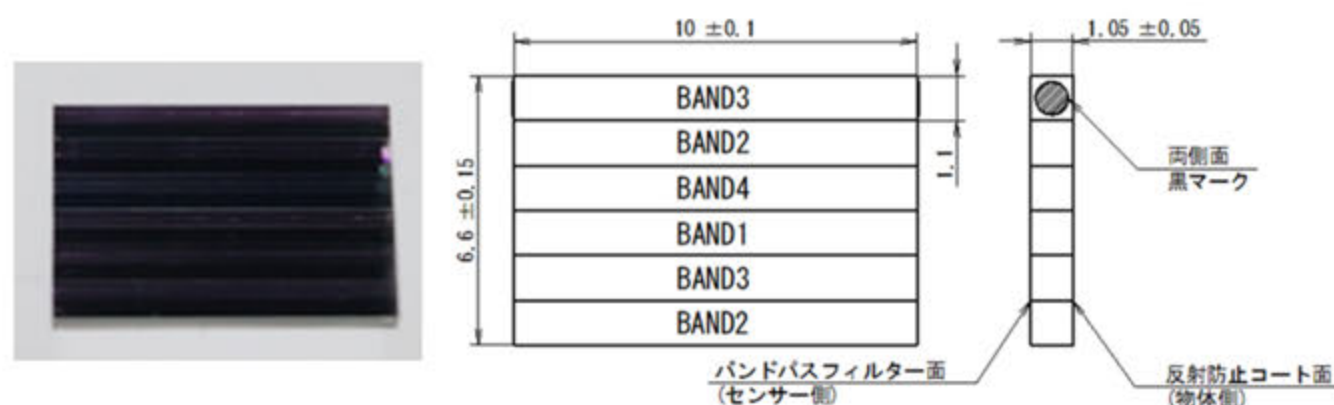 10 ±0.1
1.05 ±0.05
BAND3
BAND2
BAND4
BAND1
BAND3
BAND2
6.6 ±0.15
1.1
両側面
黒マーク
バンドパスフィルター面
(センサー側)
反射防止コート面
(物体側)